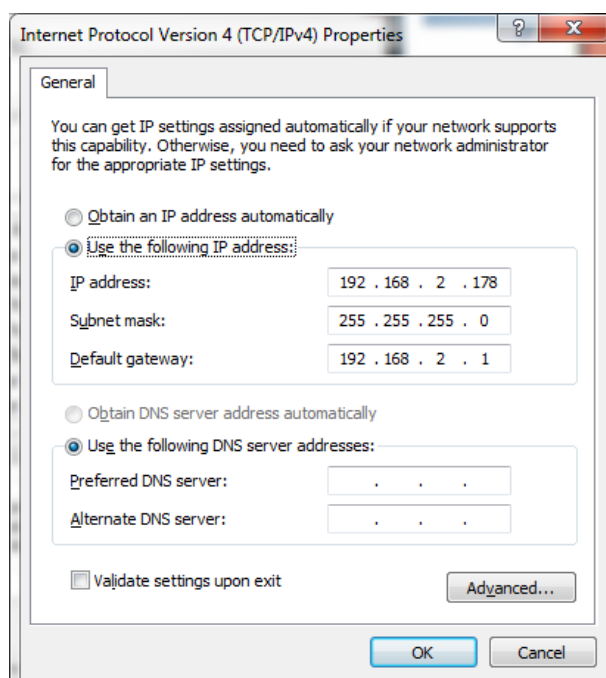 Internet Protocol Version 4 (TCP/IPv4) Properties
?
X
General
You can get IP settings assigned automatically if your network supports
this capability. Otherwise, you need to ask your network administrator
for the appropriate IP settings.
Obtain an IP address automatically
Use the following IP address:
IP address: 192 . 168 . 2 . 178
Subnet mask: 255 . 255 . 255 . 0
Default gateway: 192 . 168 . 2 . 1
Obtain DNS server address automatically
Use the following DNS server addresses:
Preferred DNS server: . . .
Alternate DNS server: . . .
Validate settings upon exit
Advanced...
OK Cancel